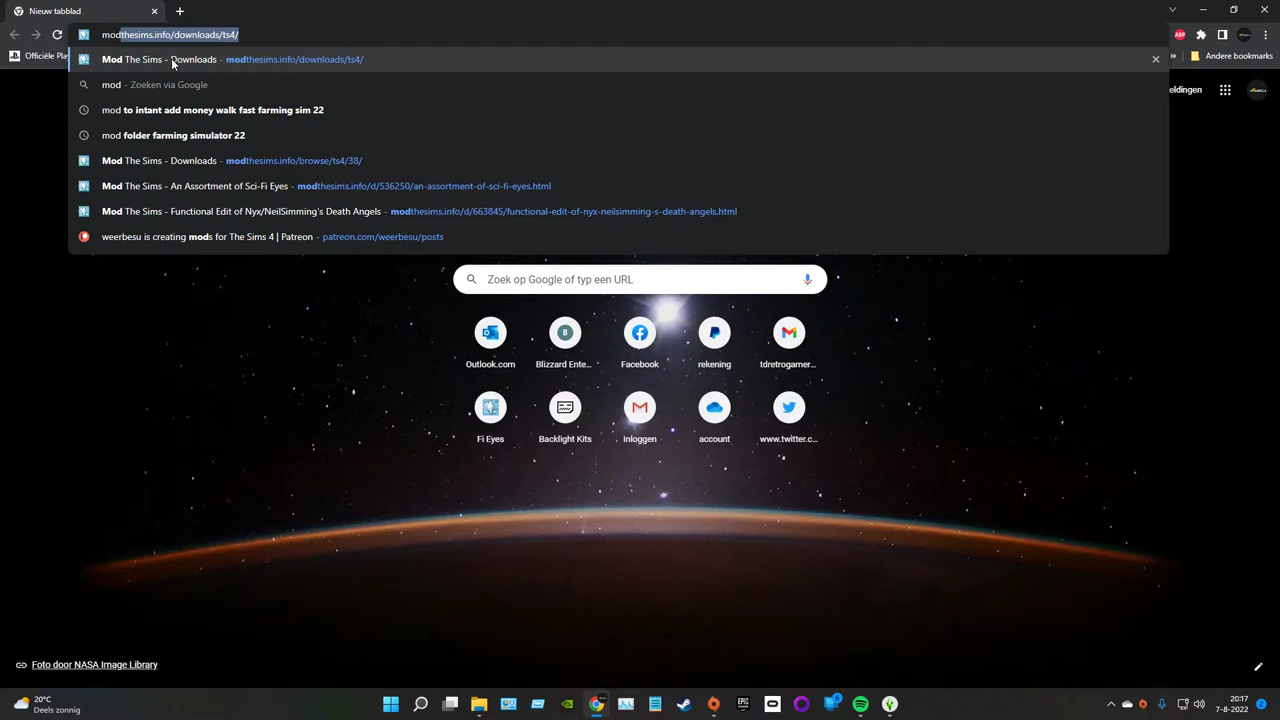 Nieuw tabblad
modthesims.info/downloads/ts4/
Officiële Play
Andere bookmarks
Mod The Sims - Downloads - modthesims.info/downloads/ts4/
mod - Zoeken via Google
mod to intant add money walk fast farming sim 22
eldingen
mod folder farming simulator 22
Mod The Sims - Downloads - modthesims.info/browse/ts4/38/
Mod The Sims - An Assortment of Sci-Fi Eyes - modthesims.info/d/536250/an-assortment-of-sci-fi-eyes.html
Mod The Sims - Functional Edit of Nyx/NeilSimming's Death Angels - modthesims.info/d/663845/functional-edit-of-nyx-neilsimming-s-death-angels.html
weerbesu is creating mods for The Sims 4 | Patreon - patreon.com/weerbesu/posts
Zoek op Google of typ een URL
Outlook.com Blizzard Ente... Facebook rekening tdretrogamer...
Fi Eyes Backlight Kits Inloggen account www.twitter.c...
Foto door NASA Image Library
20°C
Deels zonnig
20:17
7-8-2022